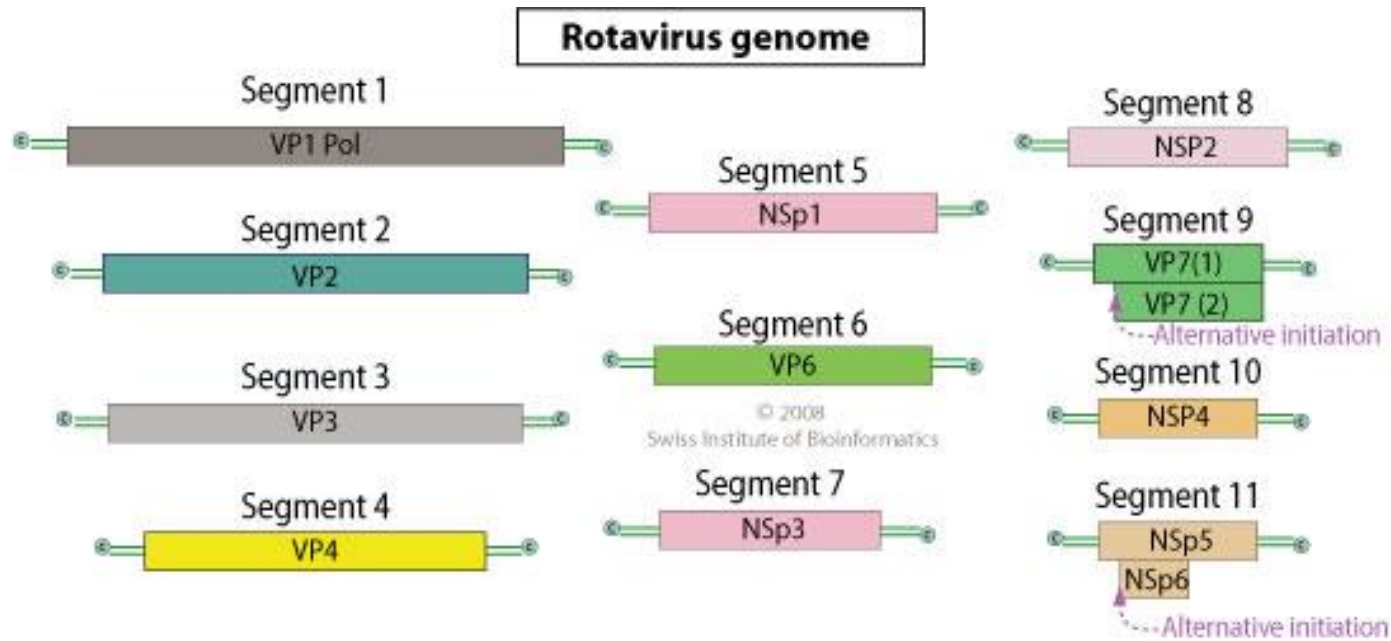 Rotavirus genome
Segment 1
VP1 Pol
Segment 2
VP2
Segment 3
VP3
Segment 4
VP4
Segment 5
NSp1
Segment 6
VP6
© 2008
Swiss Institute of Bioinformatics
Segment 7
NSp3
Segment 8
NSP2
Segment 9
VP7(1)
VP7 (2)
Alternative initiation
Segment 10
NSP4
Segment 11
NSp5
NSp6
Alternative initiation